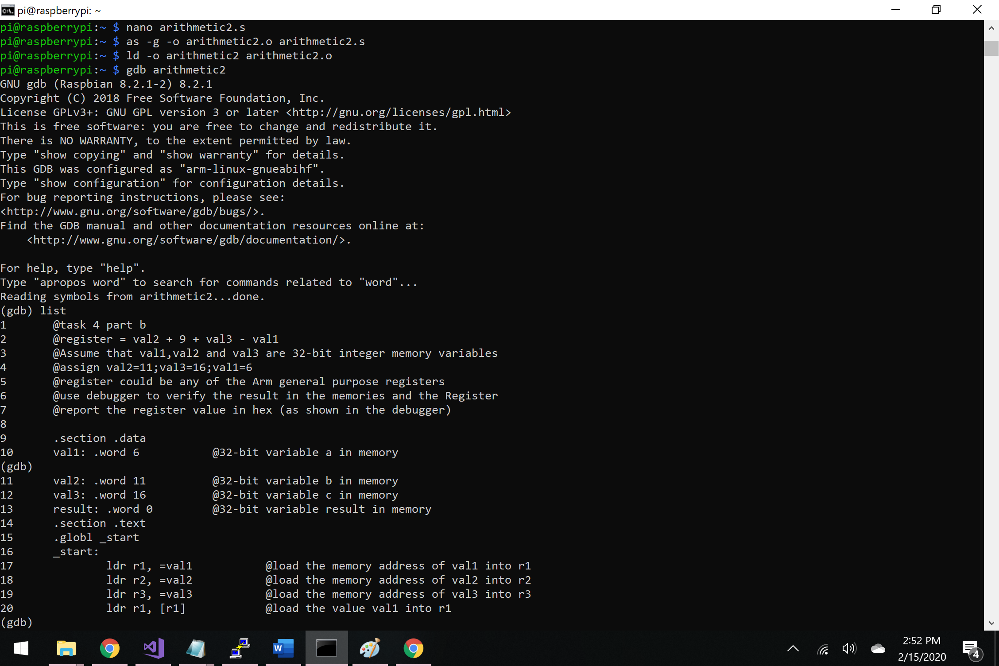 pi@raspberrypi: ~
pi@raspberrypi:~ $ nano arithmetic2.s
pi@raspberrypi:~ $ as -g -o arithmetic2.o arithmetic2.s
pi@raspberrypi:~ $ ld -o arithmetic2 arithmetic2.o
pi@raspberrypi:~ $ gdb arithmetic2
GNU gdb (Raspbian 8.2.1-2) 8.2.1
Copyright (C) 2018 Free Software Foundation, Inc.
License GPLv3+: GNU GPL version 3 or later <http://gnu.org/licenses/gpl.html>
This is free software: you are free to change and redistribute it.
There is NO WARRANTY, to the extent permitted by law.
Type "show copying" and "show warranty" for details.
This GDB was configured as "arm-linux-gnueabihf".
Type "show configuration" for configuration details.
For bug reporting instructions, please see:
<http://www.gnu.org/software/gdb/bugs/>.
Find the GDB manual and other documentation resources online at:
    <http://www.gnu.org/software/gdb/documentation/>.
For help, type "help".
Type "apropos word" to search for commands related to "word"...
Reading symbols from arithmetic2...done.
(gdb) list
1       @task 4 part b
2       @register = val2 + 9 + val3 - val1
3       @Assume that val1,val2 and val3 are 32-bit integer memory variables
4       @assign val2=11;val3=16;val1=6
5       @register could be any of the Arm general purpose registers
6       @use debugger to verify the result in the memories and the Register
7       @report the register value in hex (as shown in the debugger)
8
9       .section .data
10      val1: .word 6           @32-bit variable a in memory
(gdb)
11      val2: .word 11          @32-bit variable b in memory
12      val3: .word 16          @32-bit variable c in memory
13      result: .word 0         @32-bit variable result in memory
14      .section .text
15      .globl _start
16      _start:
17              ldr r1, =val1           @load the memory address of val1 into r1
18              ldr r2, =val2           @load the memory address of val2 into r2
19              ldr r3, =val3           @load the memory address of val3 into r3
20              ldr r1, [r1]            @load the value val1 into r1
(gdb)
2:52 PM
2/15/2020
4